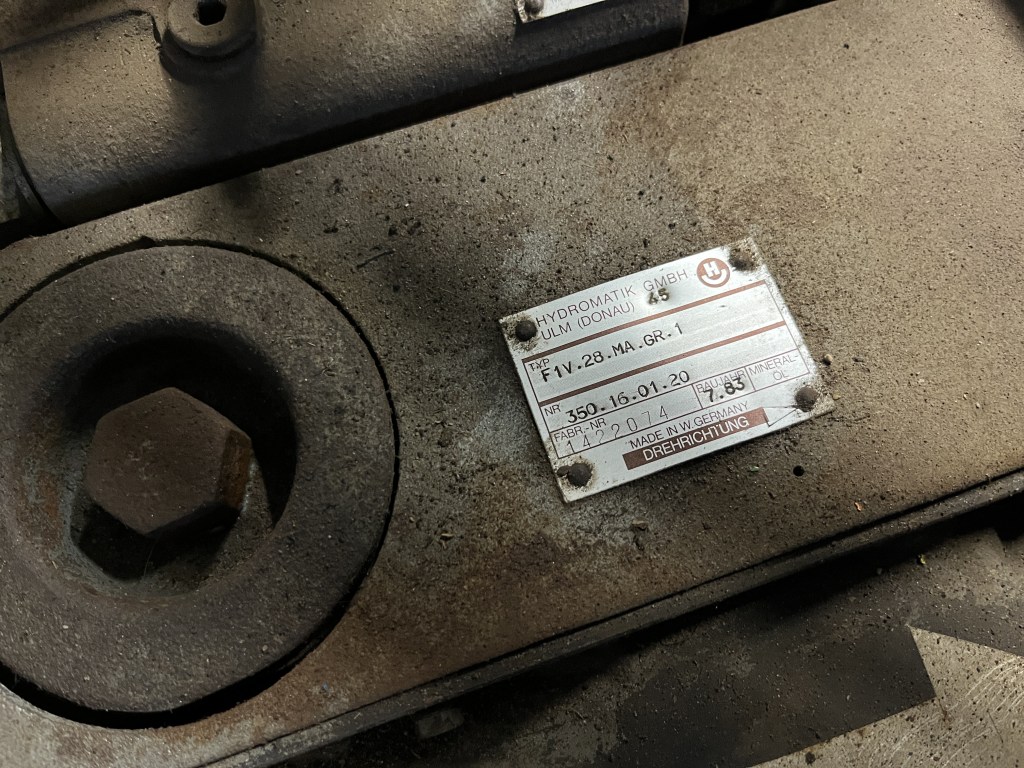 HYDROMATIK GMBH H
ULM (DONAU) 45
TYP
F1V.28.MA.GR.1
NR 350.16.01.20 BAUJAHR MINERAL-
FABR.-NR. 7.83 ÖL
1422074
MADE IN W.GERMANY
DREHRICHTUNG